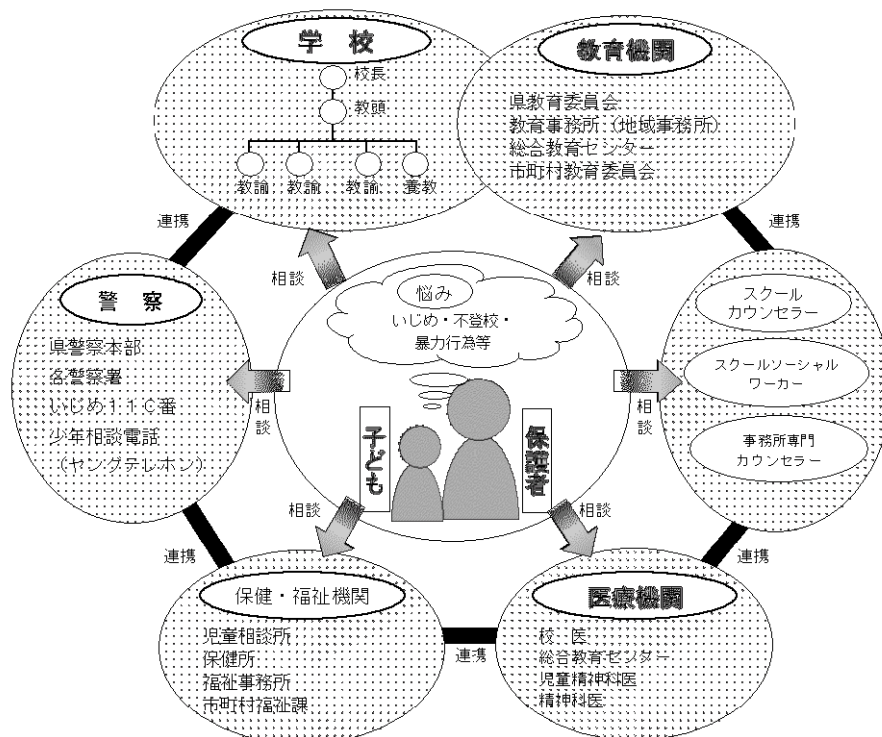 学　校
校長
教頭
教諭
教諭
教諭
養教
教育機関
県教育委員会
教育事務所（地域事務所）
総合教育センター
市町村教育委員会
連携
連携
相談
相談
悩み
いじめ・不登校・
暴力行為等
警　察
県警察本部
各警察署
いじめ１１Ｃ番
少年相談電話
（ヤングテレホン）
相談
子ども
保護者
相談
スクール
カウンセラー
スクールソーシャル
ワーカー
事務所専門
カウンセラー
相談
相談
連携
連携
保健・福祉機関
児童相談所
保健所
福祉事務所
市町村福祉課
連携
医療機関
校　医
総合教育センター
児童精神科医
精神科医